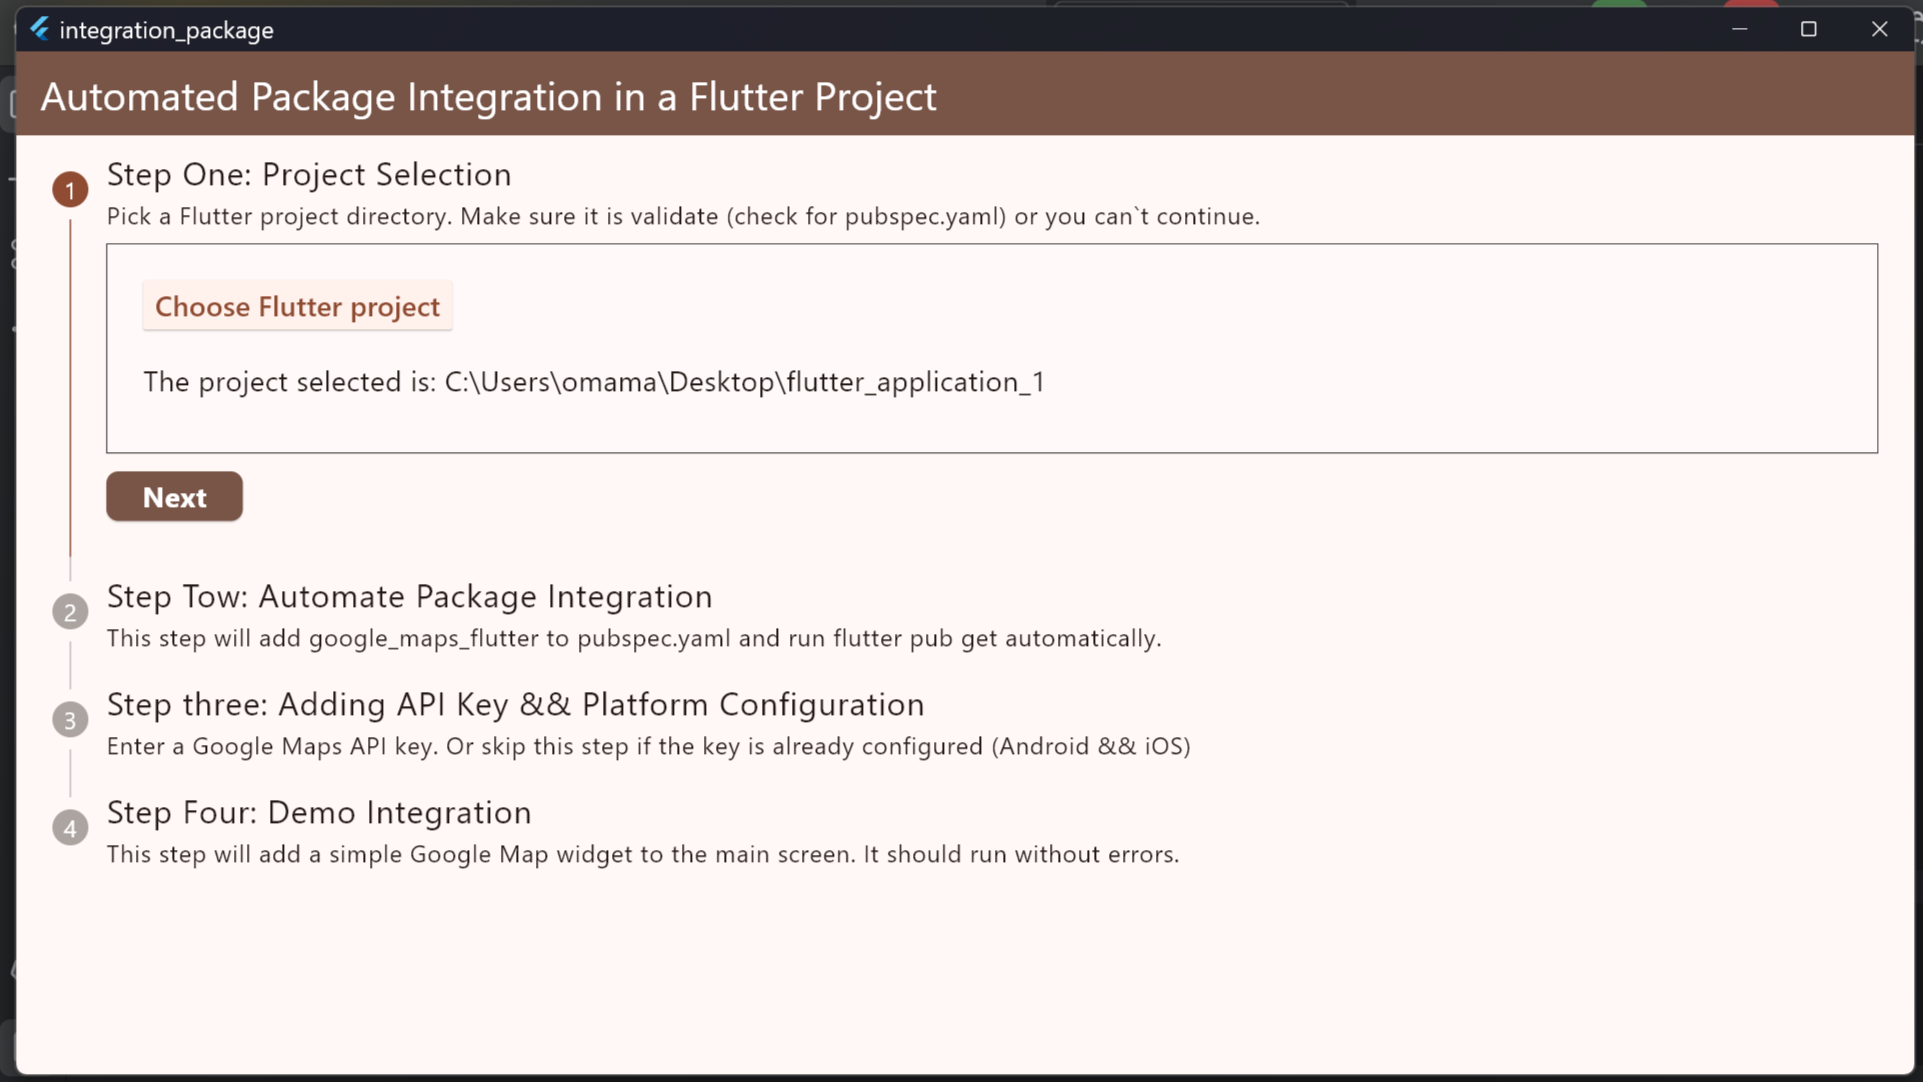 integration_package
Automated Package Integration in a Flutter Project
1
Step One: Project Selection
Pick a Flutter project directory. Make sure it is validate (check for pubspec.yaml) or you can`t continue.
Choose Flutter project
The project selected is: C:\Users\omama\Desktop\flutter_application_1
Next
2
Step Tow: Automate Package Integration
This step will add google_maps_flutter to pubspec.yaml and run flutter pub get automatically.
3
Step three: Adding API Key && Platform Configuration
Enter a Google Maps API key. Or skip this step if the key is already configured (Android && iOS)
4
Step Four: Demo Integration
This step will add a simple Google Map widget to the main screen. It should run without errors.